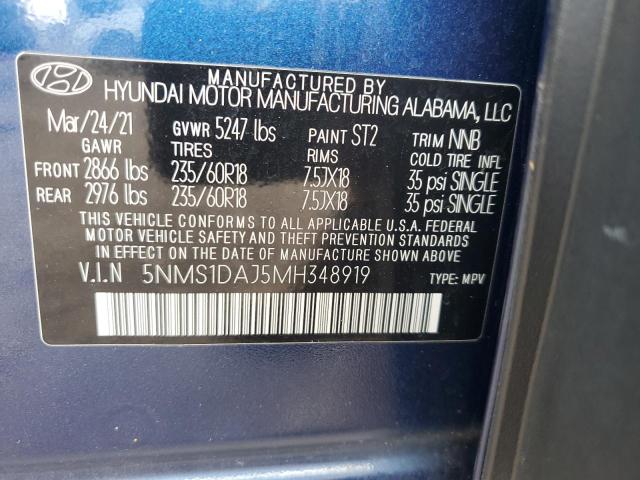 MANUFACTURED BY
HYUNDAI MOTOR MANUFACTURING ALABAMA, LLC
Mar/24/21 GVWR 5247 lbs PAINT ST2 TRIM NNB
GAWR TIRES RIMS COLD TIRE INFL
FRONT 2866 lbs 235/60R18 7.5JX18 35 psi SINGLE
REAR 2976 lbs 235/60R18 7.5JX18 35 psi SINGLE
THIS VEHICLE CONFORMS TO ALL APPLICABLE U.S.A. FEDERAL
MOTOR VEHICLE SAFETY AND THEFT PREVENTION STANDARDS
IN EFFECT ON THE DATE OF MANUFACTURE SHOWN ABOVE
V.I.N 5NMS1DAJ5MH348919 TYPE: MPV